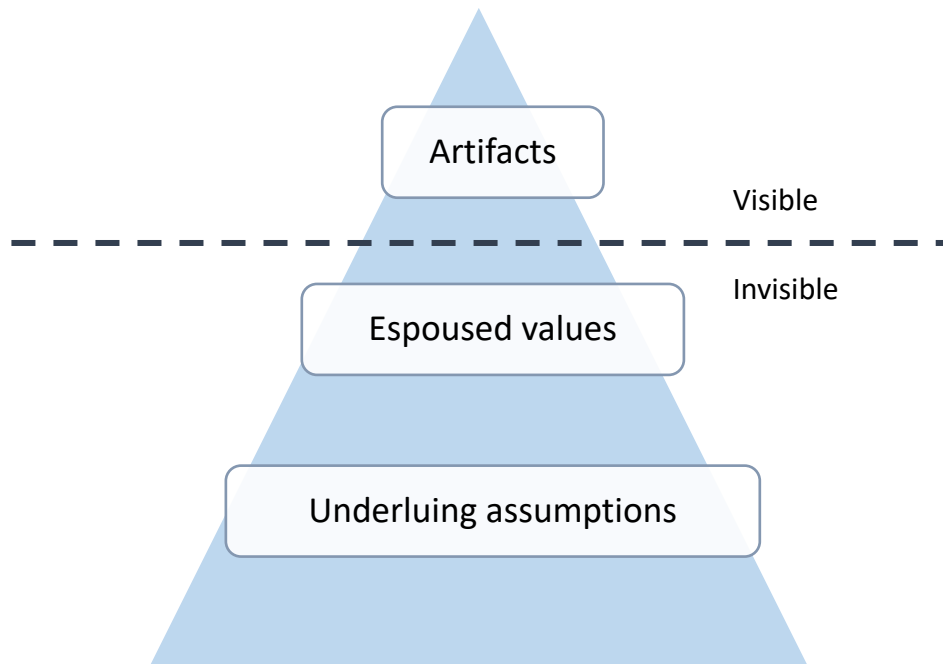 Artifacts
Visible
Invisible
Espoused values
Underluing assumptions